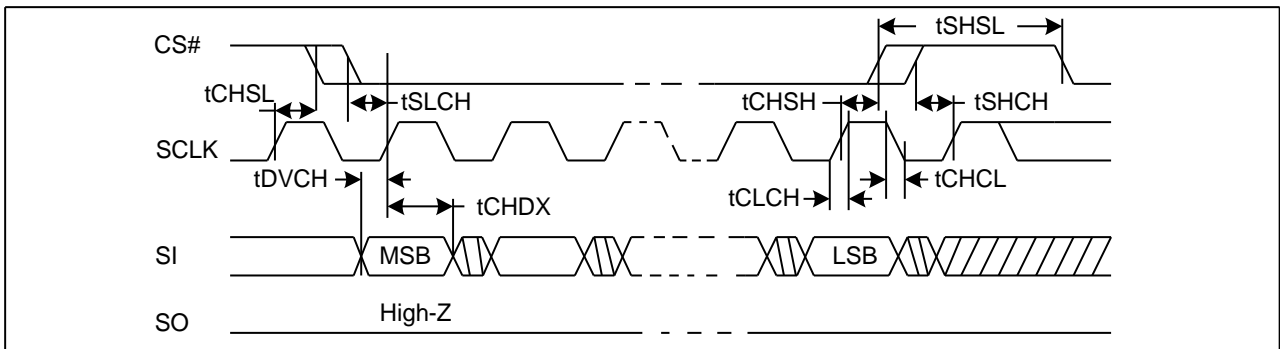 tSHSL
CS#
tCHSL
tSLCH
tCHSH
tSHCH
SCLK
tDVCH
tCHCL
tCLCH
tCHDX
SI
MSB
LSB
High-Z
SO